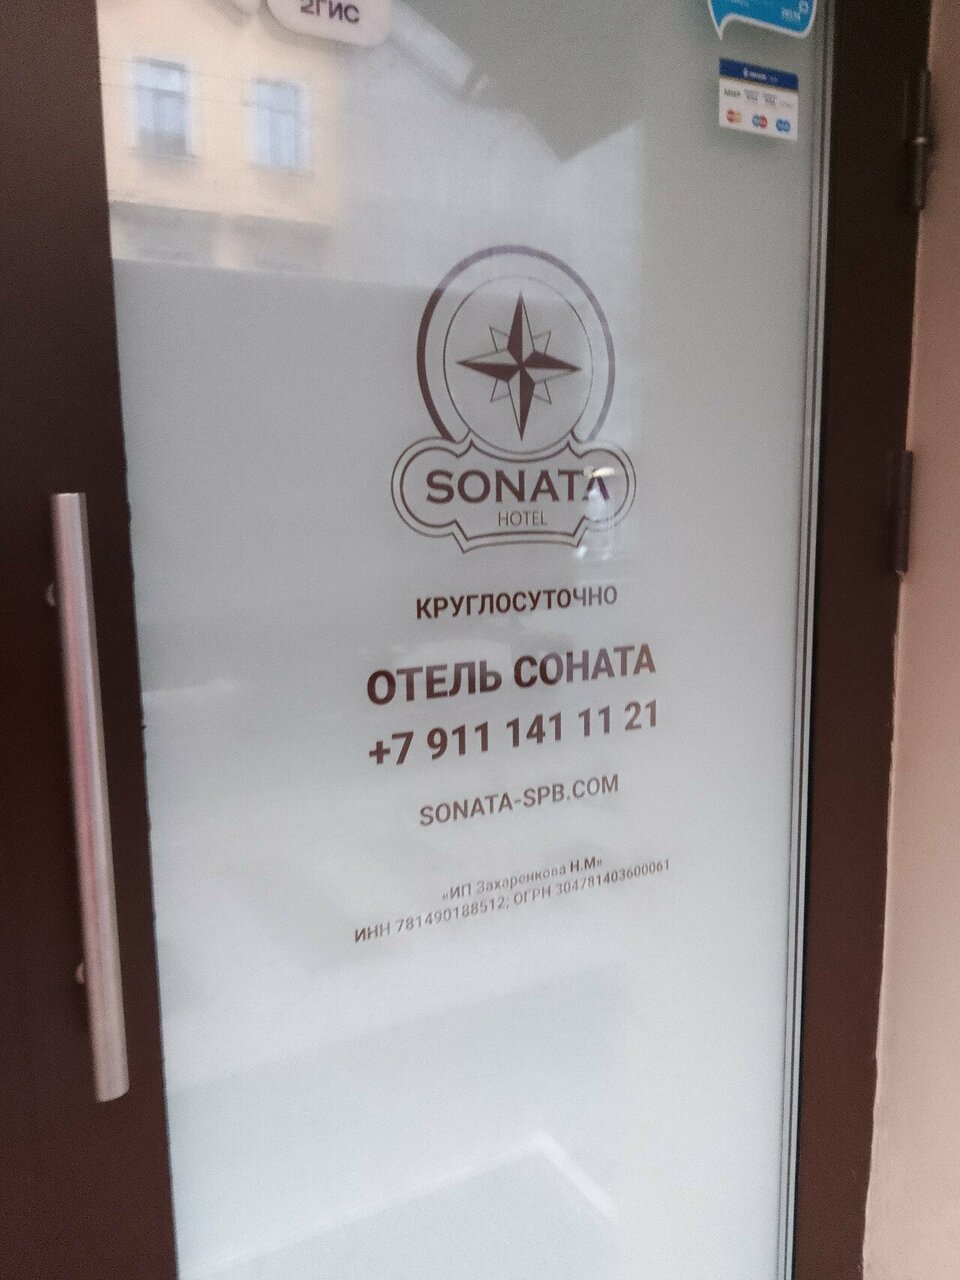 2ГИС
SONATA
HOTEL
КРУГЛОСУТОЧНО
ОТЕЛЬ СОНАТА
+7 911 141 11 21
SONATA-SPB.COM
«ИП Захаренкова Н.М»
ИНН 781490188512; ОГРН 304781403600061